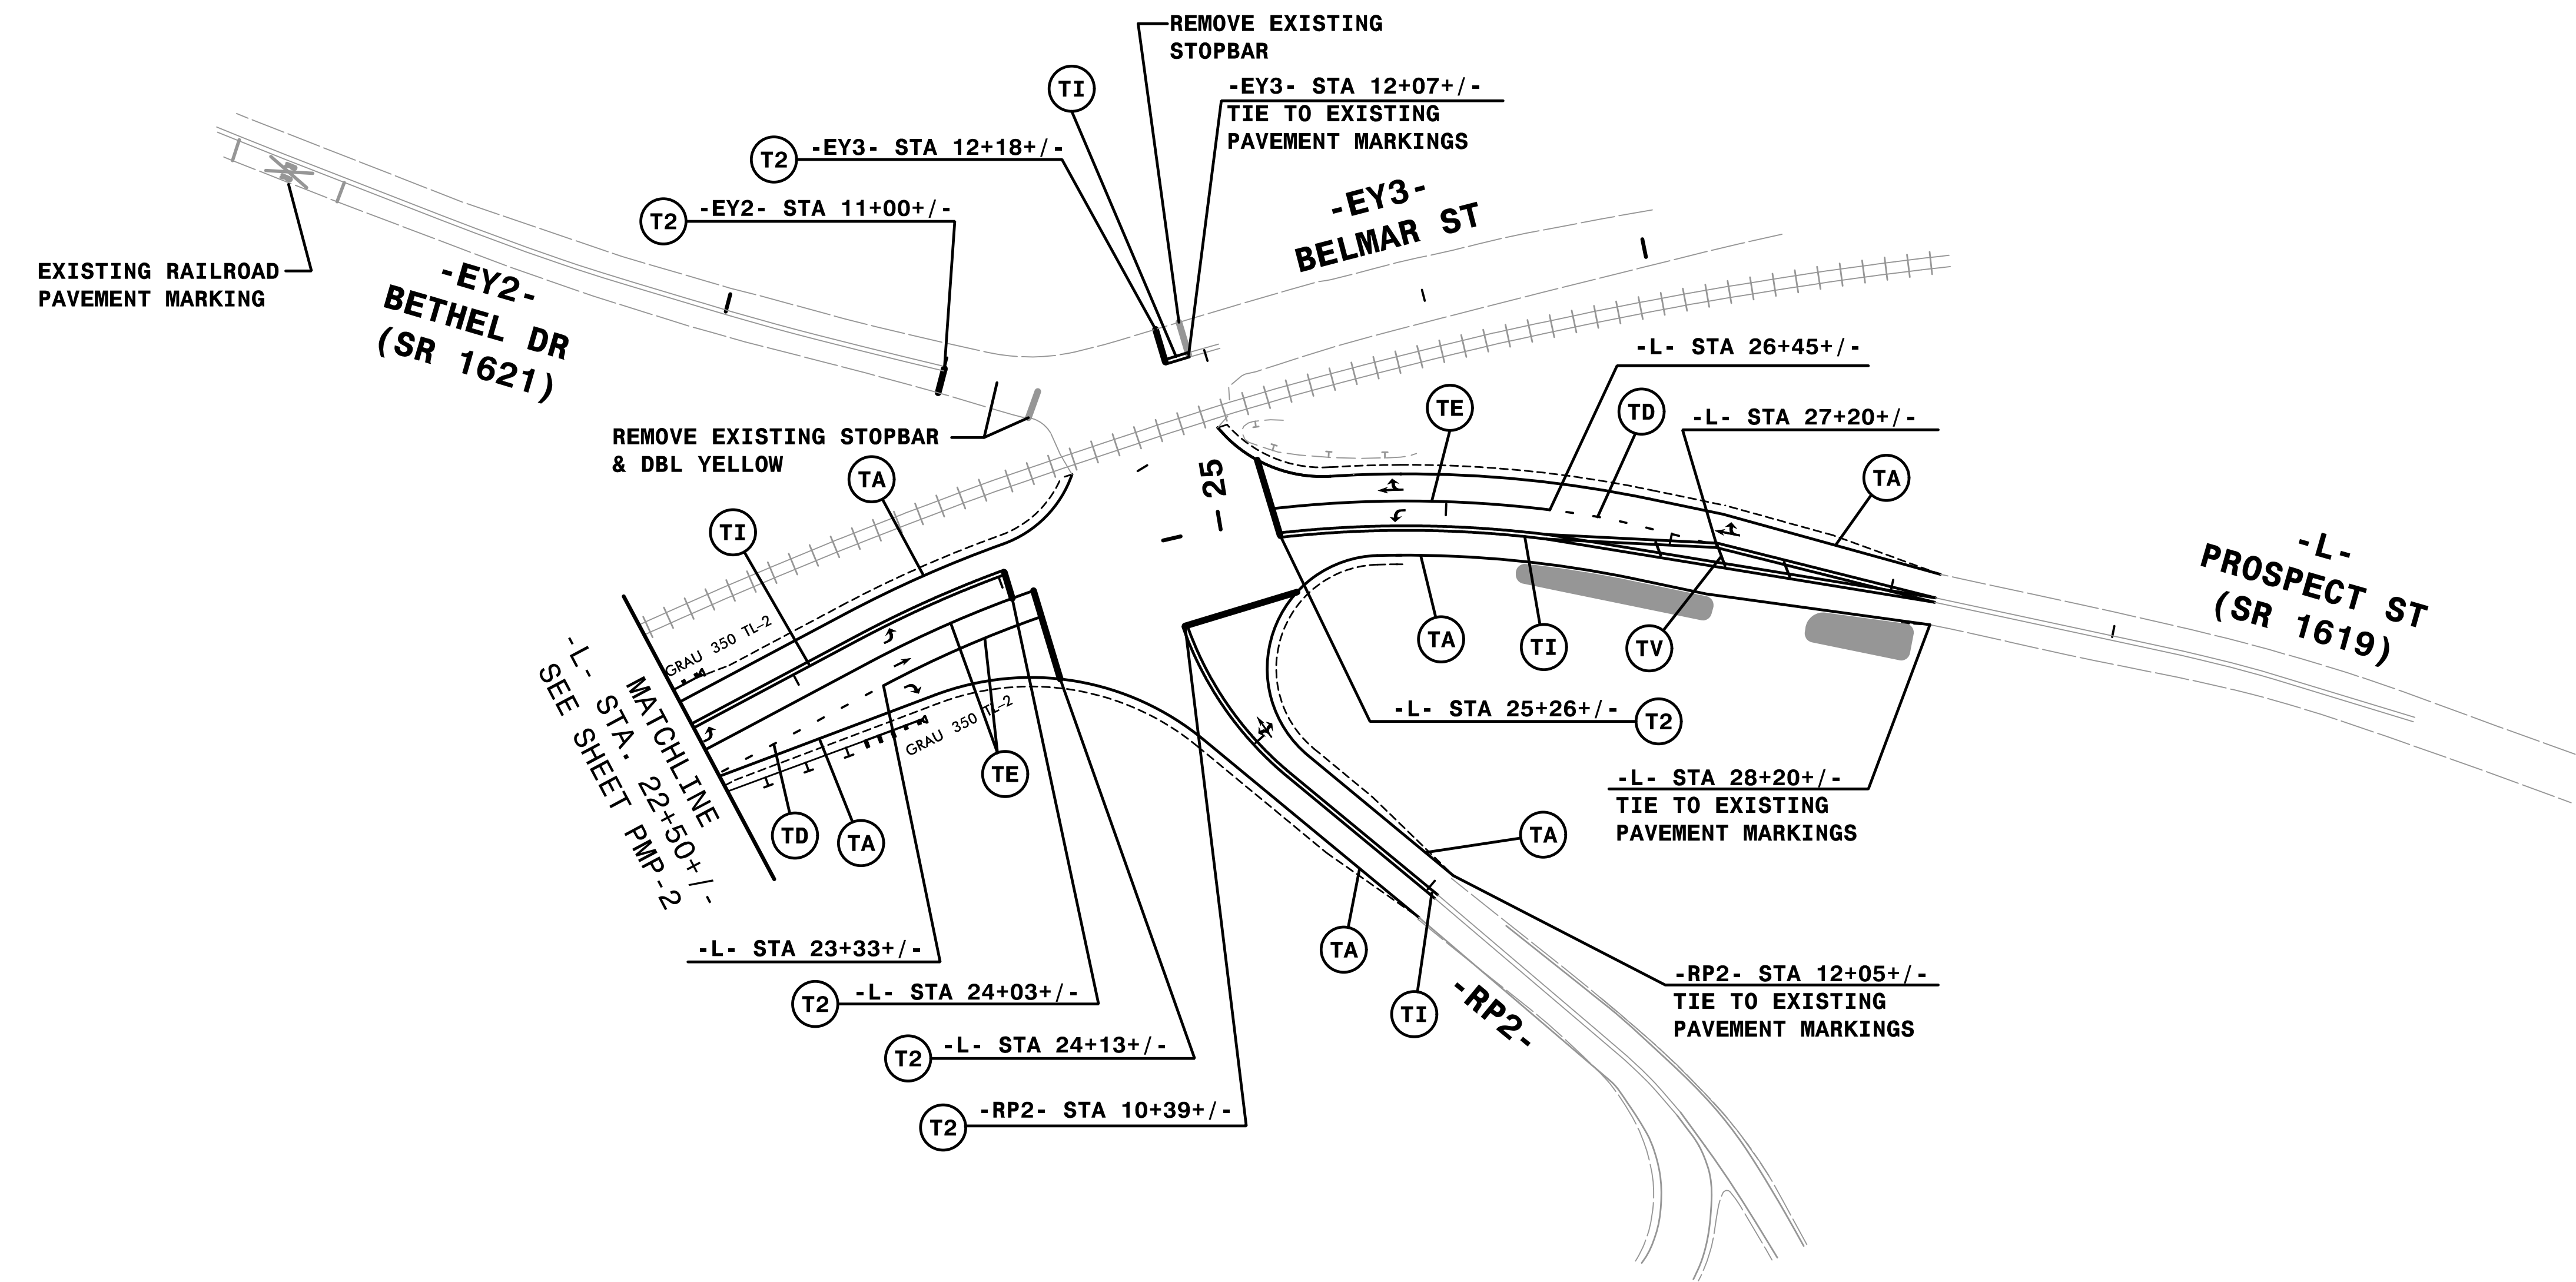 REMOVE EXISTING
STOPBAR
TI
-EY3- STA 12+07+/-
TIE TO EXISTING
PAVEMENT MARKINGS
T2
-EY3- STA 12+18+/-
T2
-EY2- STA 11+00+/-
EXISTING RAILROAD
PAVEMENT MARKING
-EY2-
BETHEL DR
(SR 1621)
-EY3-
BELMAR ST
REMOVE EXISTING STOPBAR
& DBL YELLOW
-L- STA 26+45+/-
TE
TD
-L- STA 27+20+/-
TA
TA
TI
25
-L-
PROSPECT ST
(SR 1619)
GRAU 350 TL-2
MATCHLINE
-L- STA. 22+50+/-
SEE SHEET PMP-2
GRAU 350 TL-2
TA
TI
TV
-L- STA 25+26+/-
T2
TE
TD
TA
-L- STA 28+20+/-
TIE TO EXISTING
PAVEMENT MARKINGS
TA
TA
TI
-RP2-
-L- STA 23+33+/-
T2
-L- STA 24+03+/-
T2
-L- STA 24+13+/-
T2
-RP2- STA 10+39+/-
-RP2- STA 12+05+/-
TIE TO EXISTING
PAVEMENT MARKINGS